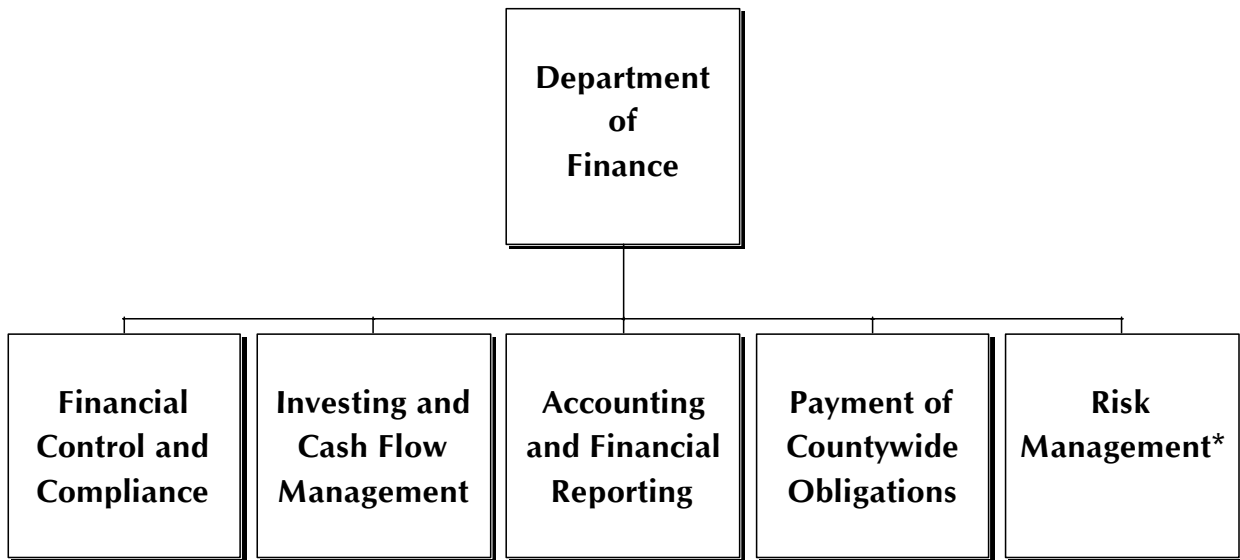 Department
of
Finance
Financial
Control and
Compliance
Investing and
Cash Flow
Management
Accounting
and Financial
Reporting
Payment of
Countywide
Obligations
Risk
Management*